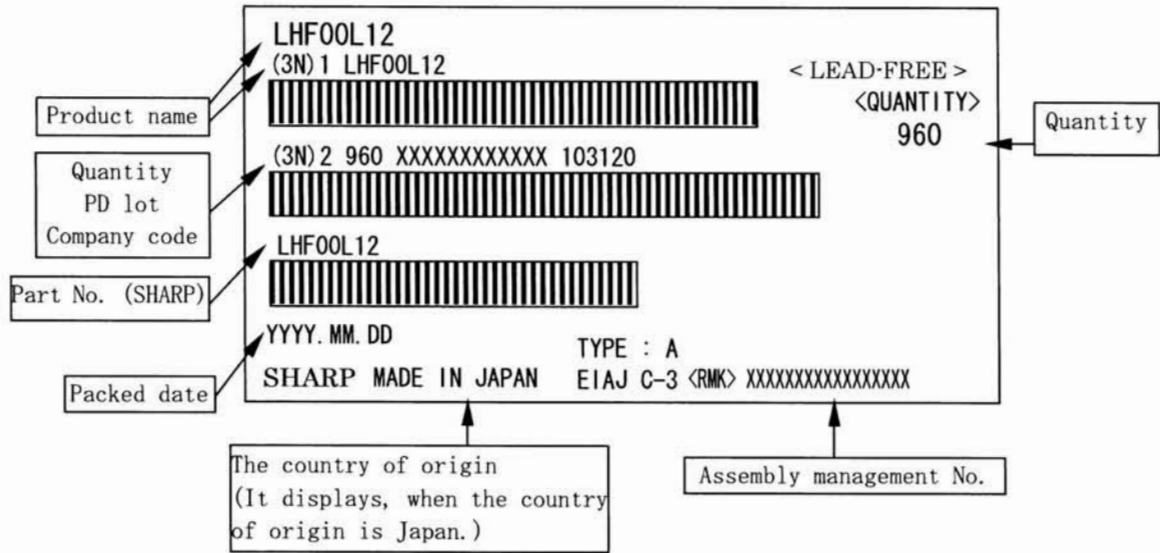 LHF00L12
(3N)1 LHF00L12
< LEAD-FREE >
<QUANTITY>
960
Product name
Quantity
(3N)2 960 XXXXXXXXXXXX 103120
Quantity
PD lot
Company code
LHF00L12
Part No. (SHARP)
YYYY.MM.DD
TYPE : A
SHARP MADE IN JAPAN
EIAJ C-3 <RMK> XXXXXXXXXXXXXXXXX
Packed date
The country of origin
(It displays, when the country
of origin is Japan.)
Assembly management No.